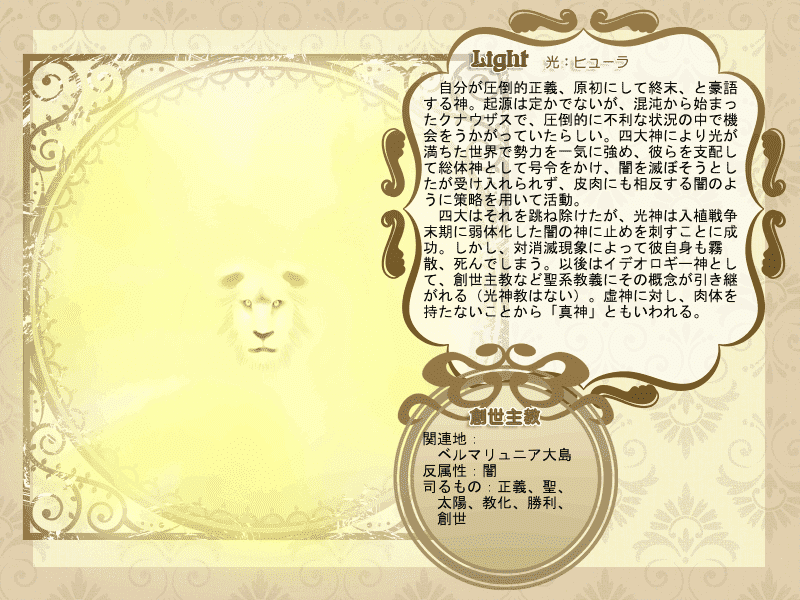 Light 光：ヒューラ
　自分が圧倒的正義、原初にして終末、と豪語
する神。起源は定かでないが、混沌から始まっ
たクナウザスで、圧倒的に不利な状況の中で機
会をうかがっていたらしい。四大神により光が
満ちた世界で勢力を一気に強め、彼らを支配し
て総体神として号令をかけ、闇を滅ぼそうとし
たが受け入れられず、皮肉にも相反する闇のよ
うに策略を用いて活動。
　四大はそれを跳ね除けたが、光神は入植戦争
末期に弱体化した闇の神に止めを刺すことに成
功。しかし、対消滅現象によって彼自身も霧
散、死んでしまう。以後はイデオロギー神とし
て、創世主教など聖系教義にその概念が引き継
がれる（光神教はない）。虚神に対し、肉体を
持たないことから「真神」ともいわれる。
創世主教
関連地：
　ベルマリュニア大島
反属性：闇
司るもの：正義、聖、
　太陽、教化、勝利、
　創世